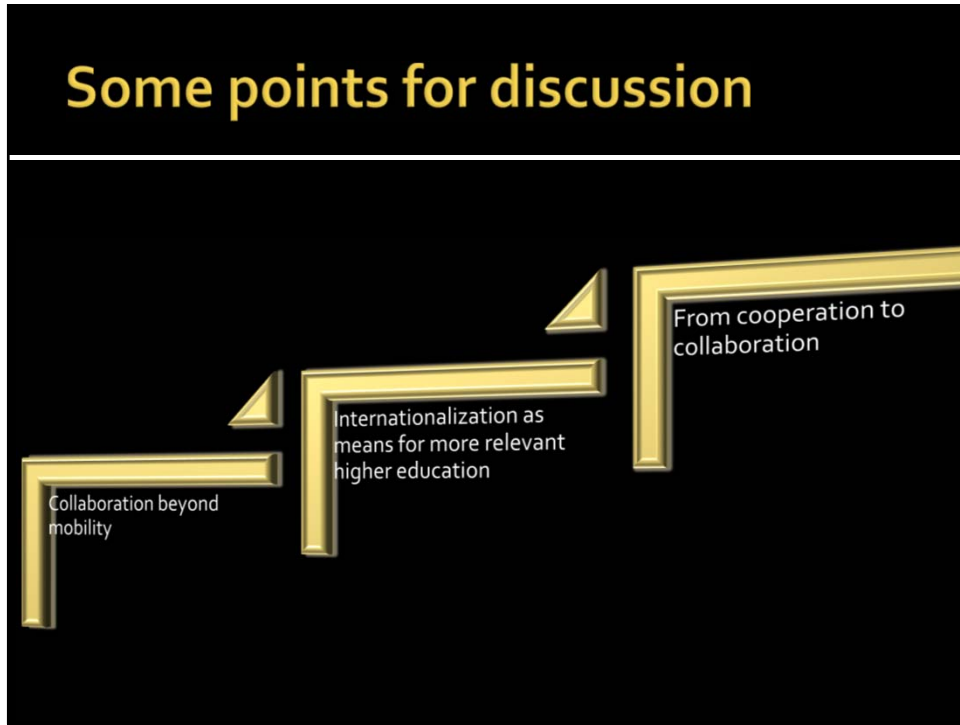 Some points for discussion
Collaboration beyond
mobility
Internationalization as
means for more relevant
higher education
From cooperation to
collaboration